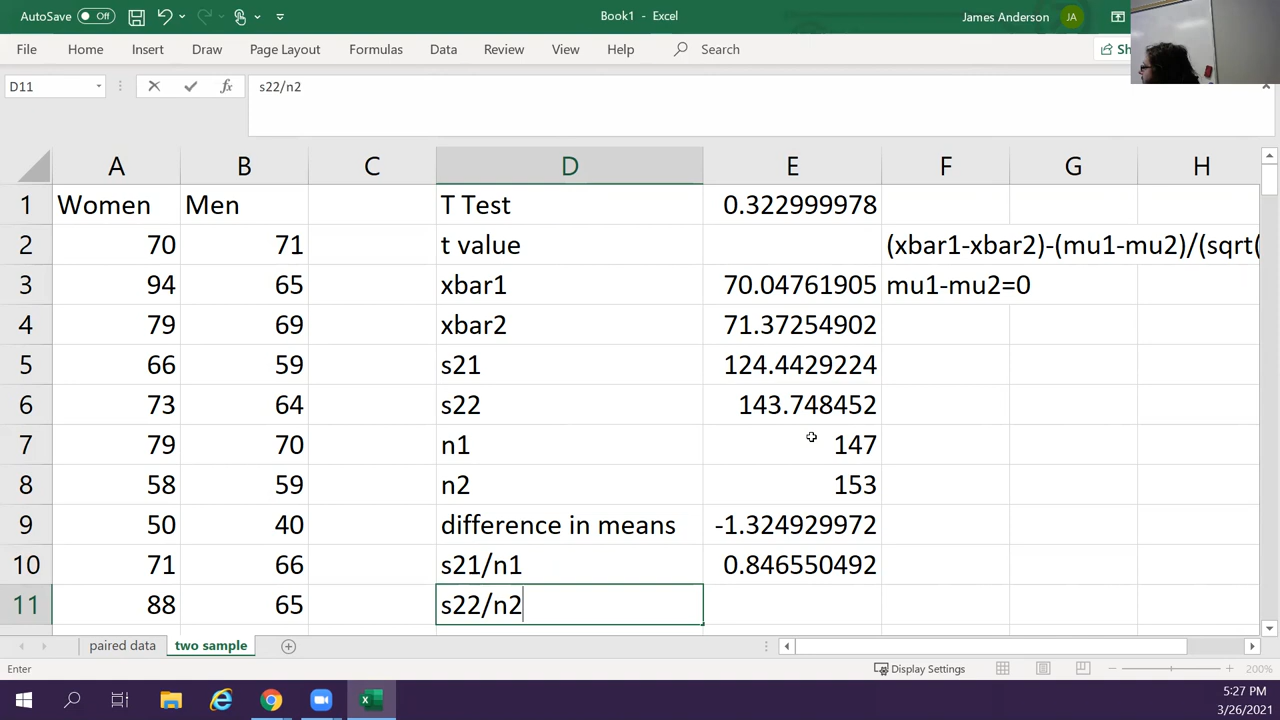 AutoSave Off Book1 - Excel James Anderson JA
File Home Insert Draw Page Layout Formulas Data Review View Help Search Sh
D11 fx s22/n2
A B C D E F G H
1 Women Men T Test 0.322999978
2 70 71 t value (xbar1-xbar2)-(mu1-mu2)/(sqrt(
3 94 65 xbar1 70.04761905 mu1-mu2=0
4 79 69 xbar2 71.37254902
5 66 59 s21 124.4429224
6 73 64 s22 143.748452
7 79 70 n1 147
8 58 59 n2 153
9 50 40 difference in means -1.324929972
10 71 66 s21/n1 0.846550492
11 88 65 s22/n2
paired data two sample
Enter Display Settings 200%
5:27 PM
3/26/2021